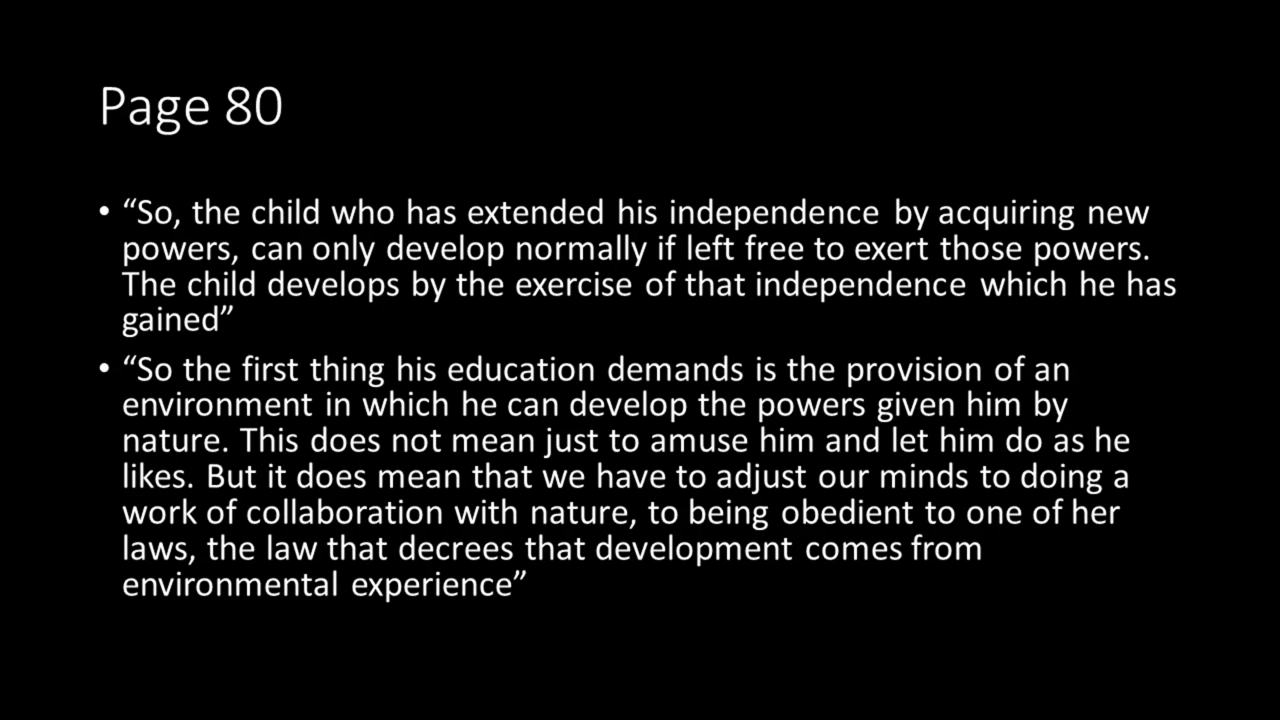 Page 80
• “So, the child who has extended his independence by acquiring new
powers, can only develop normally if left free to exert those powers.
The child develops by the exercise of that independence which he has
gained”
• “So the first thing his education demands is the provision of an
environment in which he can develop the powers given him by
nature. This does not mean just to amuse him and let him do as he
likes. But it does mean that we have to adjust our minds to doing a
work of collaboration with nature, to being obedient to one of her
laws, the law that decrees that development comes from
environmental experience”